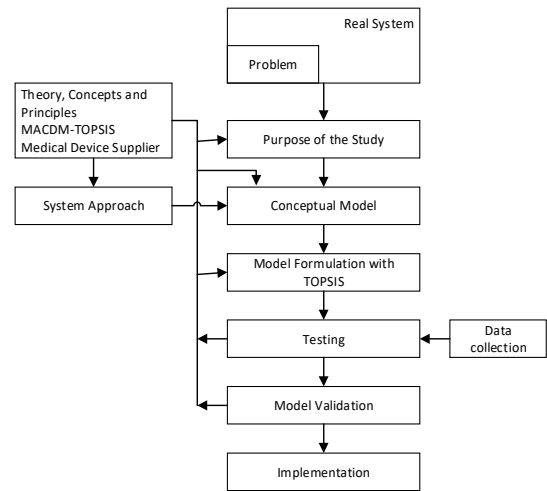 Real System
Problem
Theory, Concepts and
Principles
MACDM-TOPSIS
Medical Device Supplier
Purpose of the Study
System Approach
Conceptual Model
Model Formulation with
TOPSIS
Testing
Data
collection
Model Validation
Implementation